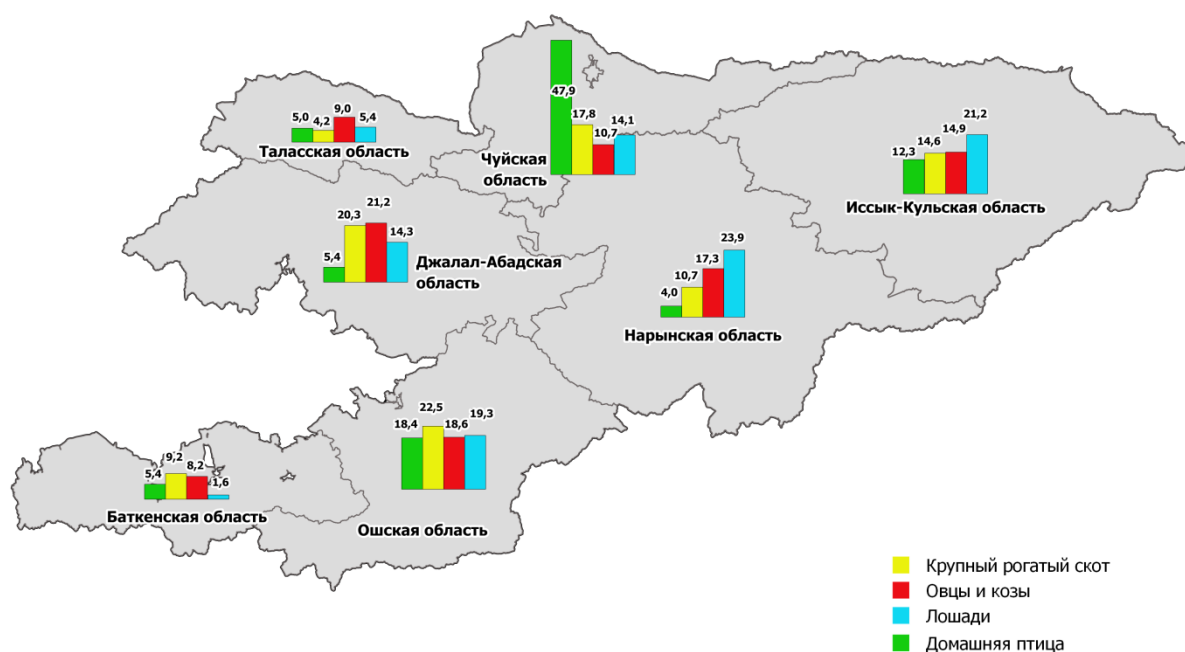 47,9
17,8
10,7
14,1
Чуйская
область
5,0
4,2
9,0
5,4
Таласская область
12,3
14,6
14,9
21,2
Иссык-Кульская область
5,4
20,3
21,2
14,3
Джалал-Абадская
область
4,0
10,7
17,3
23,9
Нарынская область
18,4
22,5
18,6
19,3
Ошская область
5,4
9,2
8,2
1,6
Баткенская область
Крупный рогатый скот
Овцы и козы
Лошади
Домашняя птица